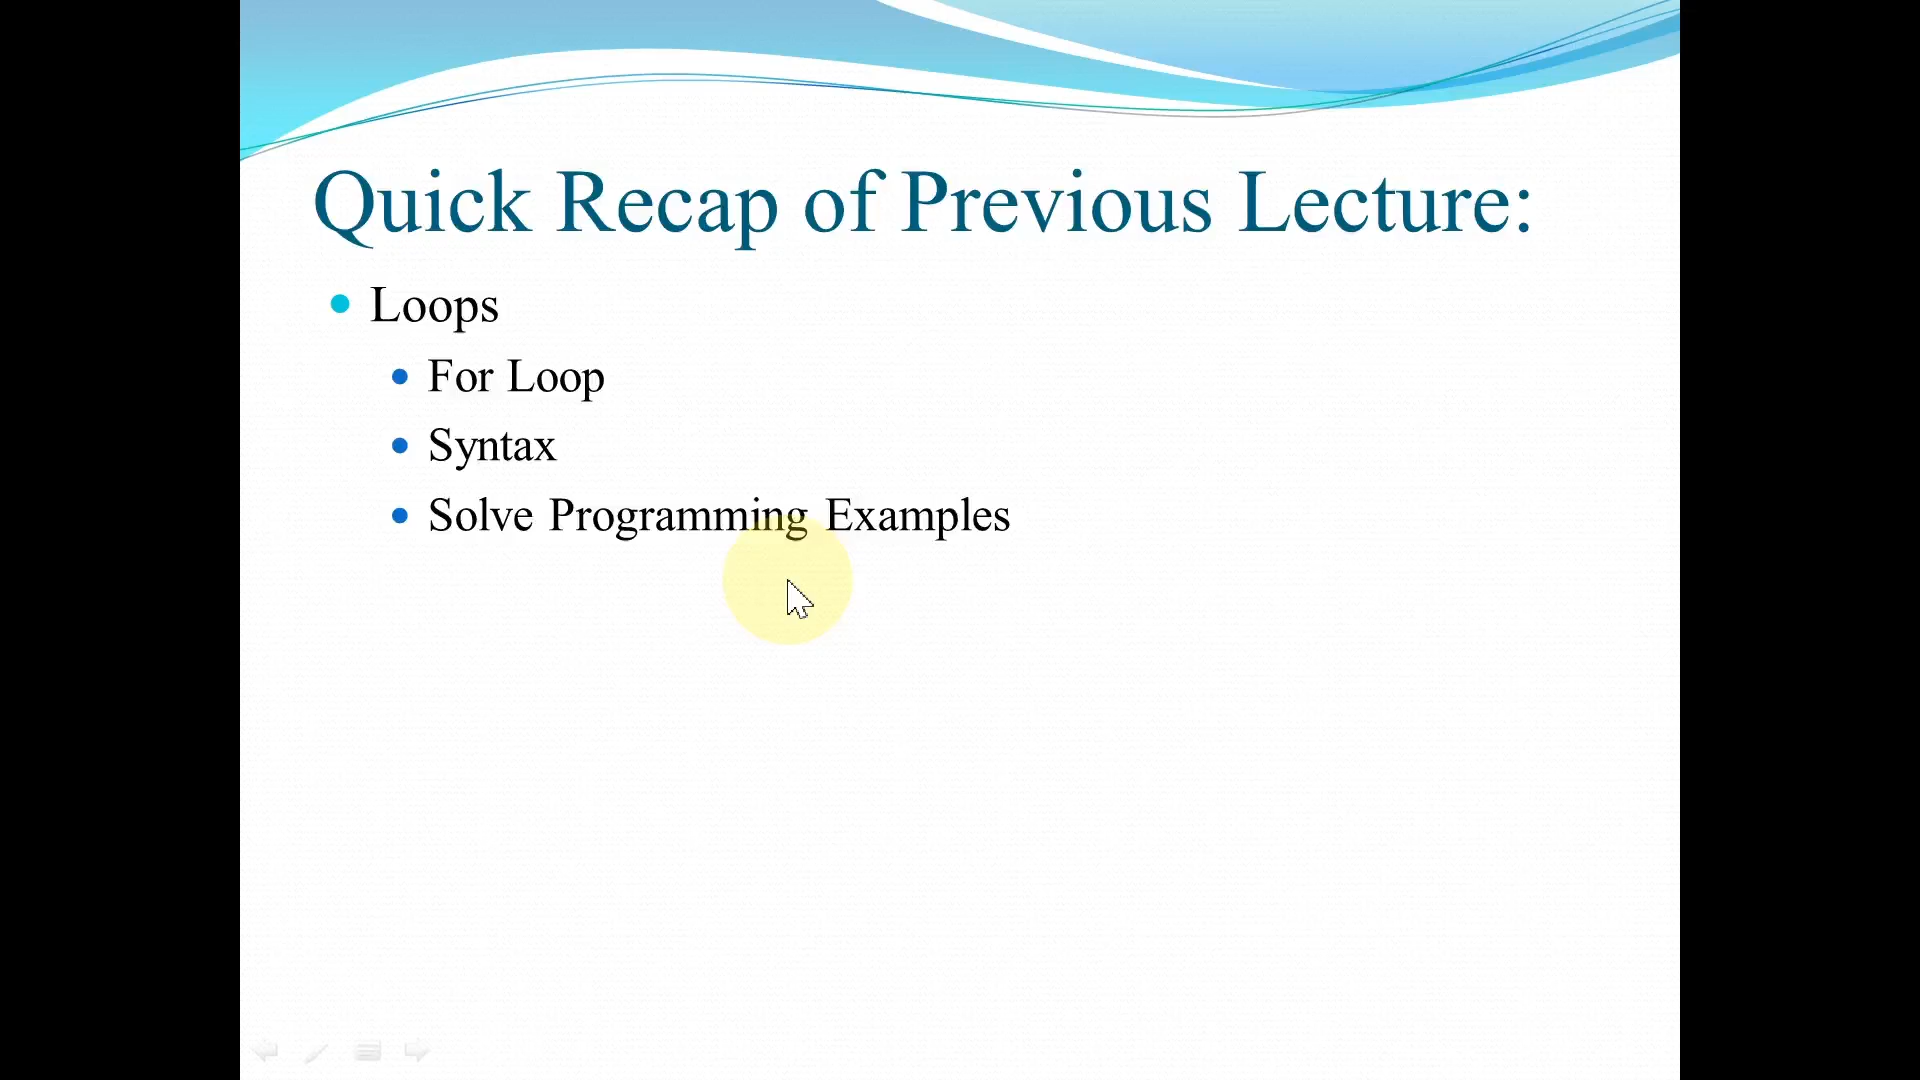 Quick Recap of Previous Lecture:
Loops
For Loop
Syntax
Solve Programming Examples